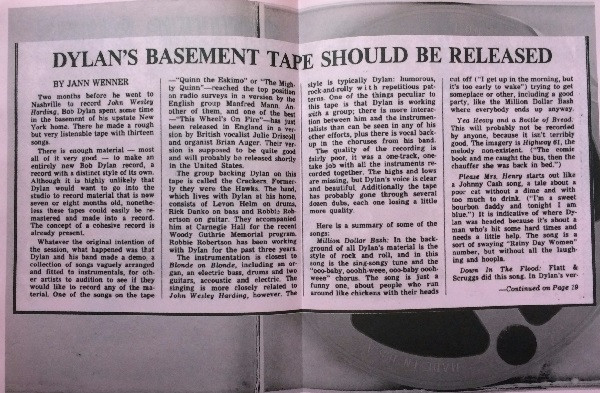 DYLAN'S BASEMENT TAPE SHOULD BE RELEASED
BY JANN WENNER
Two months before he went to
Nashville to record John Wesley
Harding, Bob Dylan spent some time
in the basement of his upstate New
York home. There he made a rough
but very listenable tape with thirteen
songs.
There is enough material — most
all of it very good — to make an
entirely new Bob Dylan record, a
record with a distinct style of its own.
Although it is highly unlikely that
Dylan would want to go into the
studio to record material that is now
seven or eight months old, nonethe-
less these tapes could easily be re-
mastered and made into a record.
The concept of a cohesive record is
already present.
Whatever the original intention of
the session, what happened was that
Dylan and his band made a demo, a
collection of songs vaguely arranged
and fitted to instrumentals, for oth-
er artists to audition to see if they
would like to record any of the ma-
terial. One of the songs on the tape
—"Quinn the Eskimo" or "The Migh-
ty Quinn"—reached the top position
on radio surveys in a version by the
English group Manfred Mann. An-
other of them, and one of the best
—"This Wheel's On Fire"—has just
been released in England in a ver-
sion by British vocalist Julie Driscoll
and organist Brian Auger. Their ver-
sion is supposed to be quite good
and will probably be released shortly
in the United States.
The group backing Dylan on this
tape is called the Crackers. Former-
ly they were the Hawks. The band,
which lives with Dylan at his home,
consists of Levon Helm on drums,
Rick Danko on bass and Robbie Rob-
ertson on guitar. They accompanied
him at Carnegie Hall for the recent
Woody Guthrie Memorial program.
Robbie Robertson has been working
with Dylan for the past three years.
The instrumentation is closest to
Blonde on Blonde, including an or-
gan, an electric bass, drums and two
guitars, acoustic and electric. The
singing is more closely related to
John Wesley Harding, however. The
style is typically Dylan: humorous,
rock-and-rolly with repetitious pat-
terns. One of the things peculiar to
this tape is that Dylan is working
with a group; there is more interac-
tion between him and the instrumen-
talists than can be seen in any of his
other efforts, plus there is vocal back-
up in the choruses from his band.
The quality of the recording is
fairly poor, it was a one-track, one-
take job with all the instruments re-
corded together. The highs and lows
are missing, but Dylan's voice is clear
and beautiful. Additionally the tape
has probably gone through several
dozen dubs, each one losing a little
more quality.
Here is a summary of some of the
songs:
Million Dollar Bash: In the back-
ground of all Dylan's material is the
style of rock and roll, and in this
song is the sing-songy tune and the
"ooo-baby, ooohh-weee, ooo-baby oooh-
weee" chorus. The song is just a
funny one, about people who run
around like chickens with their heads
cut off ("I get up in the morning, but
it's too early to wake") trying to get
someplace or other, including a good
party, like the Million Dollar Bash
where everybody ends up anyway.
Yea Heavy and a Bottle of Bread:
This will probably not be recorded
by anyone, because it isn't terribly
good. The imagery is Highway 61, the
melody non-existent. ("The comic
book and me caught the bus, then the
chauffer she was back in bed.")
Please Mrs. Henry starts out like
a Johnny Cash song, a tale about a
poor cat without a dime and with
too much to drink. ("I'm a sweet
bourbon daddy and tonight I am
blue.") It is indicative of where Dy-
lan was headed because it's about a
man who's hit some hard times and
needs a little help. The song is a
sort of swaying "Rainy Day Women"
number, but without all the laugh-
ing and hoopla.
Down In The Flood: Flatt &
Scruggs did this song. In Dylan's ver-
—Continued on Page 19